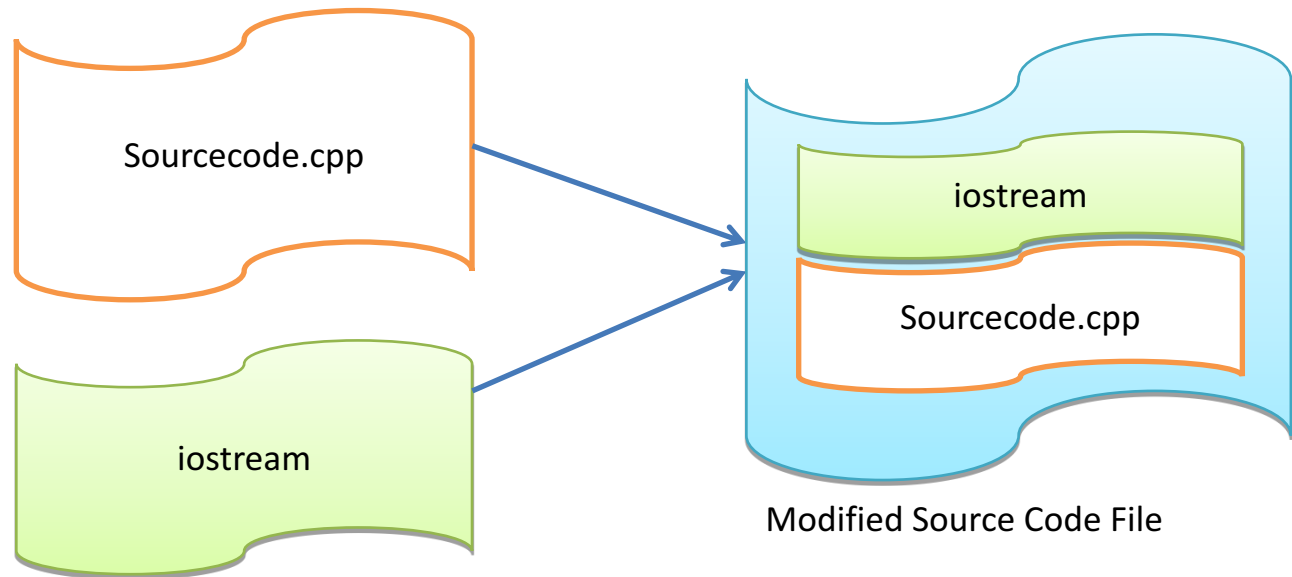 Sourcecode.cpp
iostream
iostream
Sourcecode.cpp
Modified Source Code File